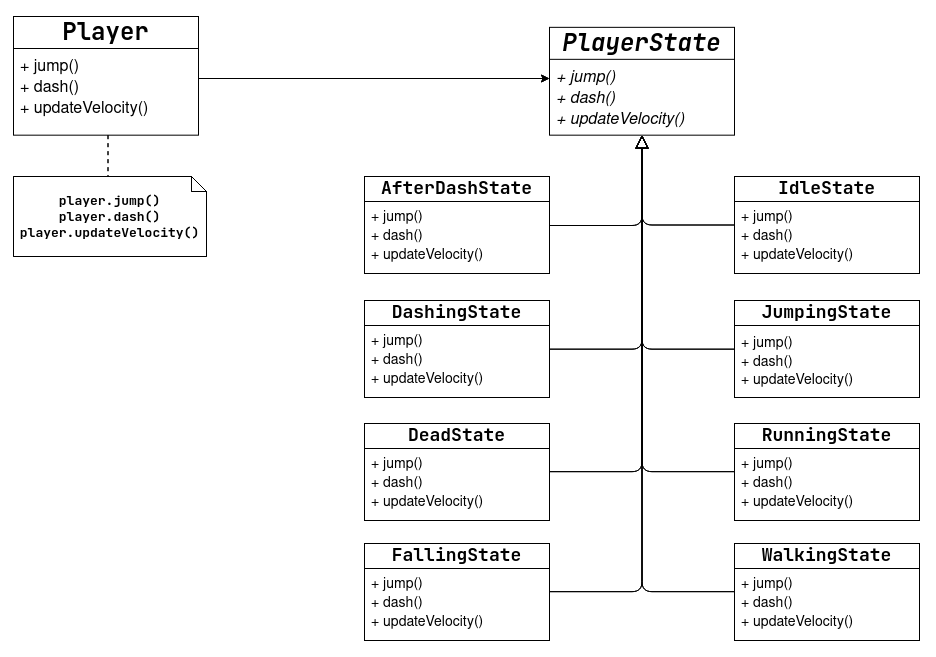 Player
+ jump()
+ dash()
+ updateVelocity()
player.jump()
player.dash()
player.updateVelocity()
PlayerState
+ jump()
+ dash()
+ updateVelocity()
AfterDashState
+ jump()
+ dash()
+ updateVelocity()
IdleState
+ jump()
+ dash()
+ updateVelocity()
DashingState
+ jump()
+ dash()
+ updateVelocity()
JumpingState
+ jump()
+ dash()
+ updateVelocity()
DeadState
+ jump()
+ dash()
+ updateVelocity()
RunningState
+ jump()
+ dash()
+ updateVelocity()
FallingState
+ jump()
+ dash()
+ updateVelocity()
WalkingState
+ jump()
+ dash()
+ updateVelocity()